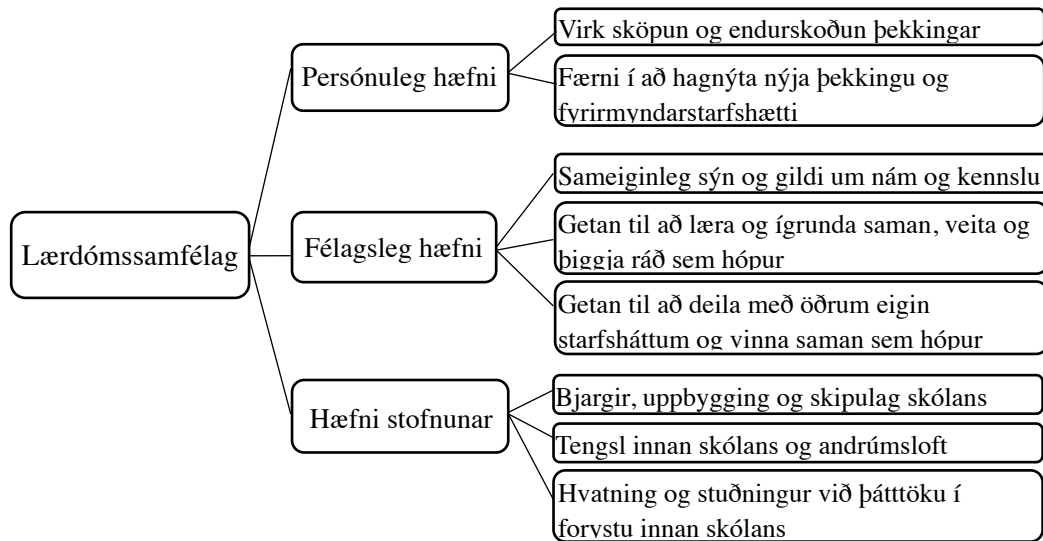 Lærdómssamfélag
Persónuleg hæfni
Virk sköpun og endurskoðun þekkingar
Færni í að hagnýta nýja þekkingu og
fyrirmyndarstarfshætti
Félagsleg hæfni
Sameiginleg sýn og gildi um nám og kennslu
Getan til að læra og ígrunda saman, veita og
þiggja ráð sem hópur
Getan til að deila með öðrum eigin
starfsháttum og vinna saman sem hópur
Hæfni stofnunar
Bjargir, uppbygging og skipulag skólans
Tengsl innan skólans og andrúmsloft
Hvatning og stuðningur við þátttöku í
forystu innan skólans